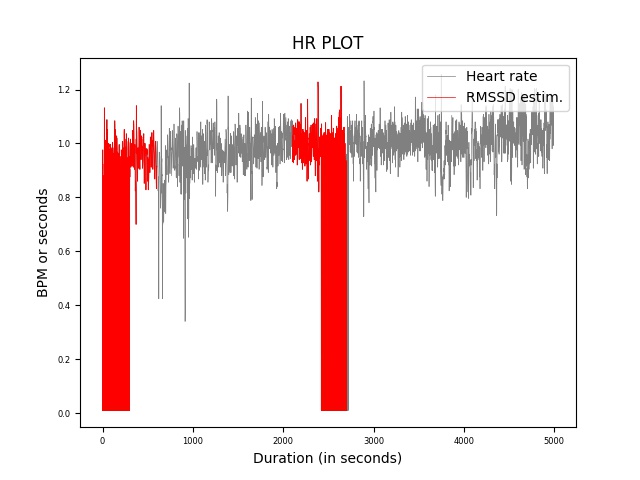 HR PLOT
Heart rate
RMSSD estim.
1.2
1.0
0.8
0.6
0.4
0.2
0.0
BPM or seconds
0 1000 2000 3000 4000 5000
Duration (in seconds)